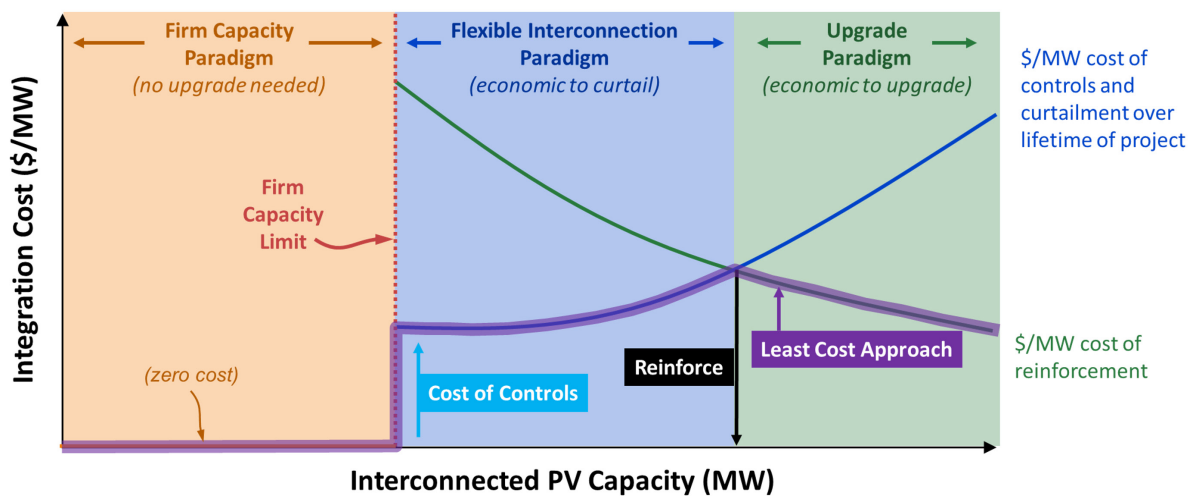 Firm Capacity
Paradigm
(no upgrade needed)
Flexible Interconnection
Paradigm
(economic to curtail)
Upgrade
Paradigm
(economic to upgrade)
$/MW cost of
controls and
curtailment over
lifetime of project
Integration Cost ($/MW)
Firm
Capacity
Limit
(zero cost)
Cost of Controls
Reinforce
Least Cost Approach
$/MW cost of
reinforcement
Interconnected PV Capacity (MW)